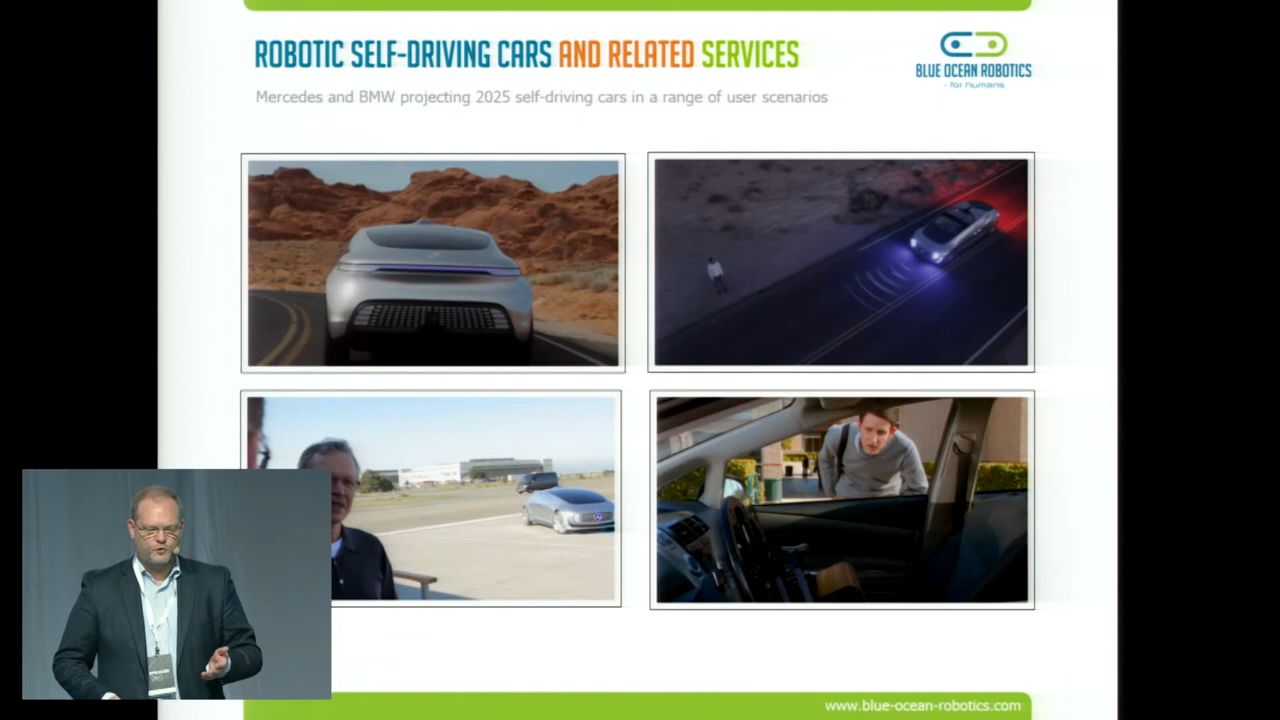 ROBOTIC SELF-DRIVING CARS AND RELATED SERVICES
Mercedes and BMW projecting 2025 self-driving cars in a range of user scenarios
BLUE OCEAN ROBOTICS
- for humans
www.blue-ocean-robotics.com